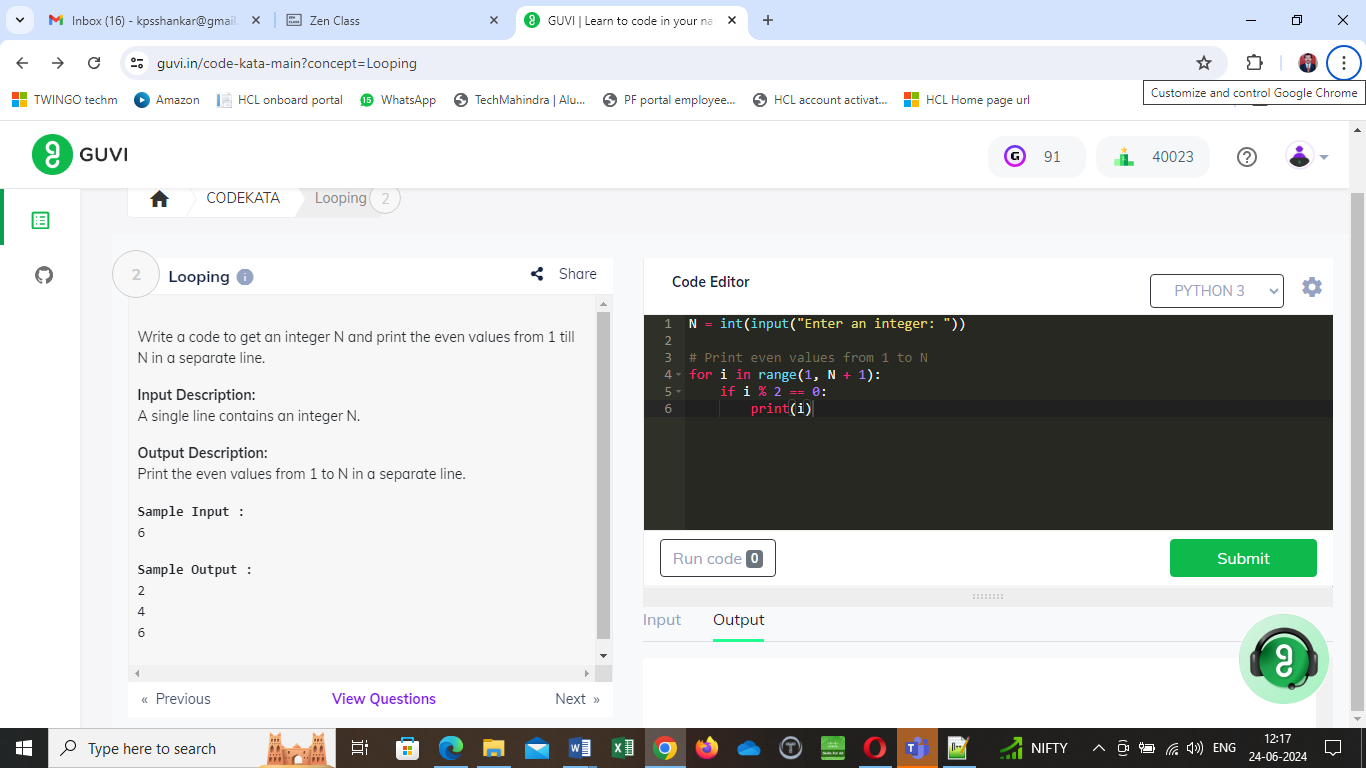 Inbox (16) - kpsshankar@gmail.
Zen Class
GUVI | Learn to code in your na
guvi.in/code-kata-main?concept=Looping
TWINGO techm
Amazon
HCL onboard portal
WhatsApp
TechMahindra | Alu...
PF portal employee...
HCL account activat...
HCL Home page url
Customize and control Google Chrome
GUVI
91
40023
CODEKATA
Looping
2
2
Looping
Share
Write a code to get an integer N and print the even values from 1 till
N in a separate line.
Input Description:
A single line contains an integer N.
Output Description:
Print the even values from 1 to N in a separate line.
Sample Input :
6
Sample Output :
2
4
6
« Previous
View Questions
Next »
Code Editor
PYTHON 3
1 N = int(input("Enter an integer: "))
2
3 # Print even values from 1 to N
4 for i in range(1, N + 1):
5 if i % 2 == 0:
6 print(i)
Run code 0
Submit
Input
Output
Type here to search
NIFTY
ENG
12:17
24-06-2024